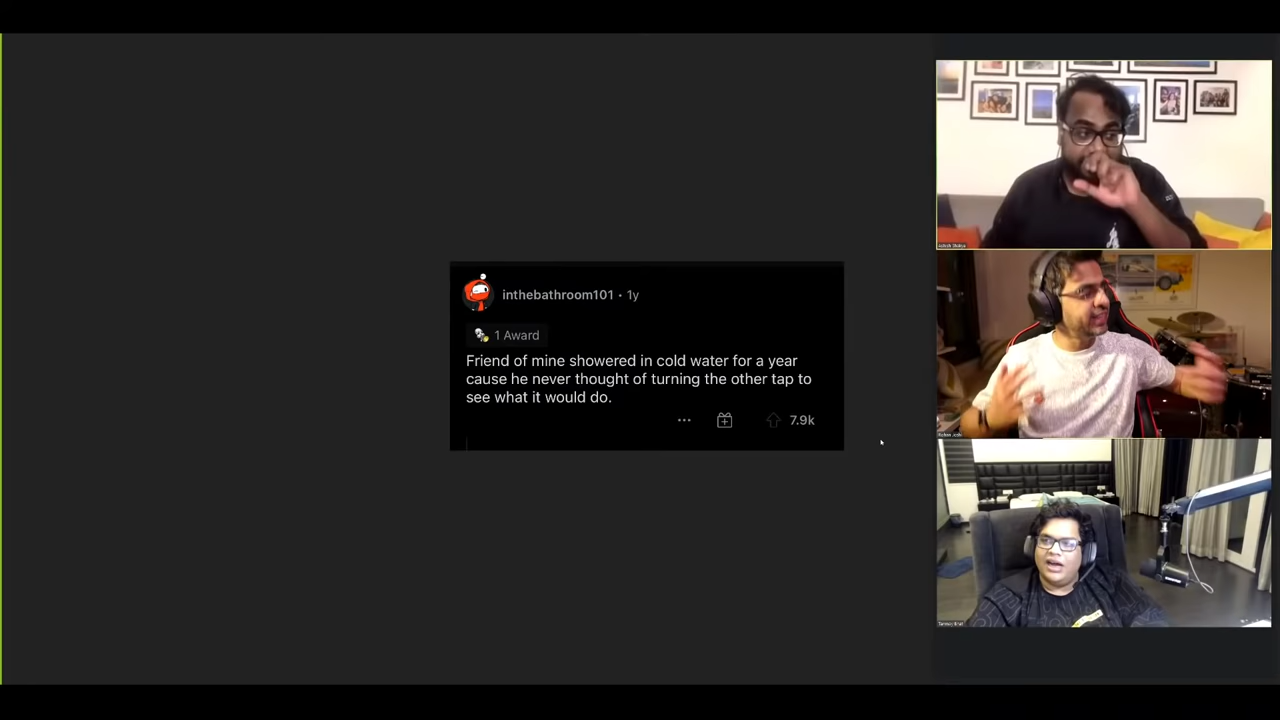 inthebathroom101 • 1y
1 Award
Friend of mine showered in cold water for a year
cause he never thought of turning the other tap to
see what it would do.
7.9k